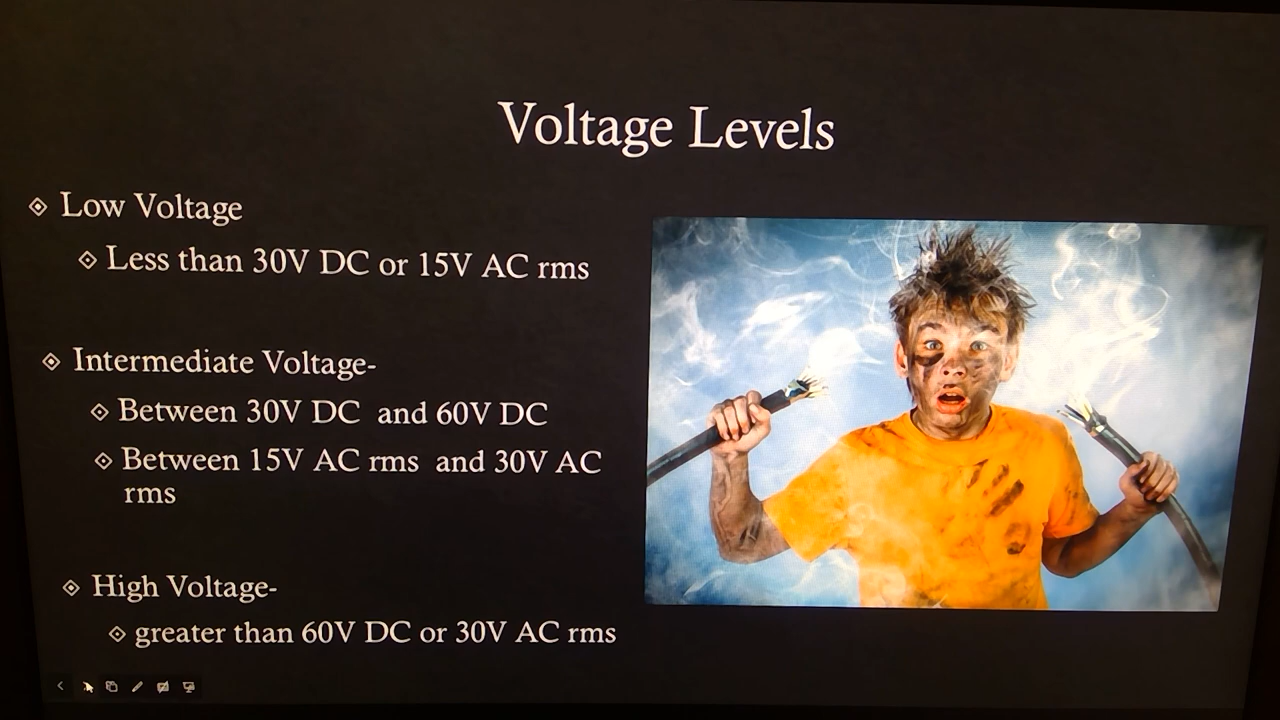 Voltage Levels
Low Voltage
Less than 30V DC or 15V AC rms
Intermediate Voltage-
Between 30V DC and 60V DC
Between 15V AC rms and 30V AC
rms
High Voltage-
greater than 60V DC or 30V AC rms